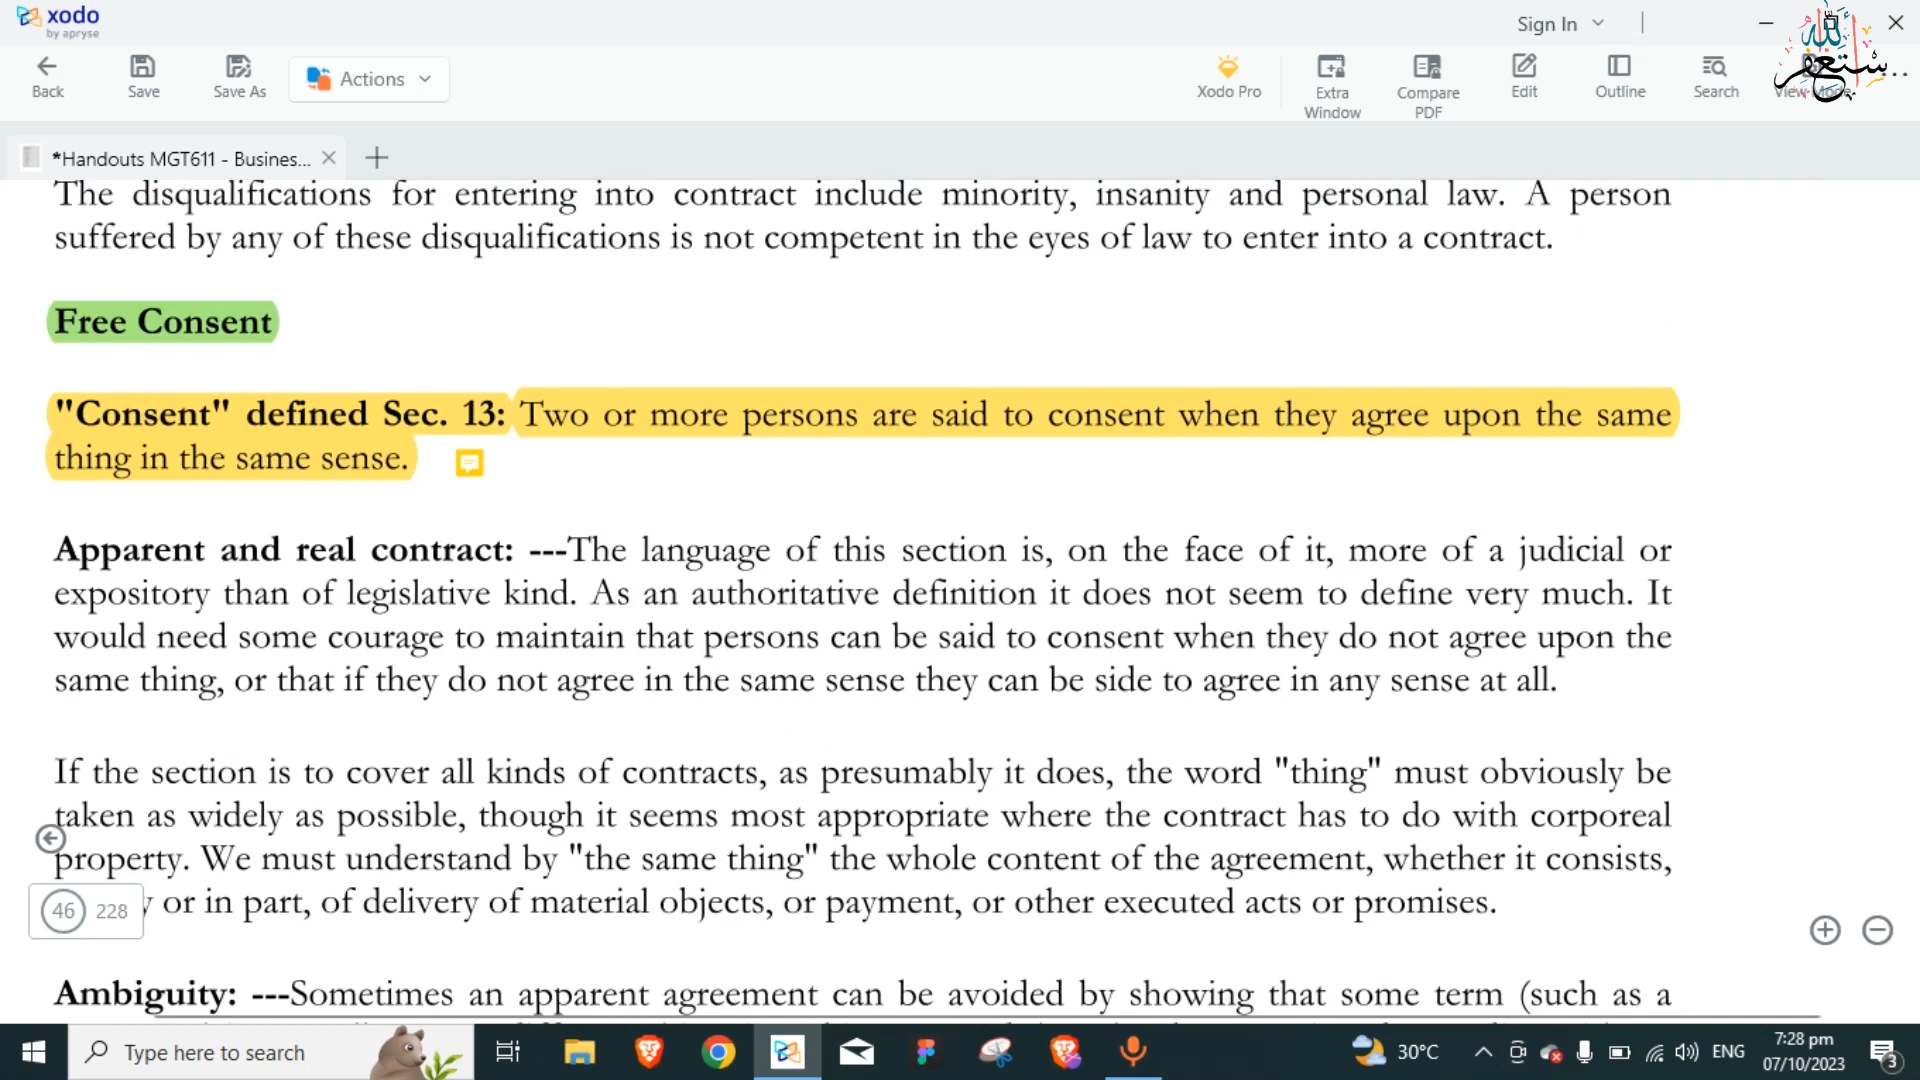 xodo
by apryse
Sign In
Back
Save
Save As
Actions
Xodo Pro
Extra Window
Compare PDF
Edit
Outline
Search
View Mode
*Handouts MGT611 - Busines...
The disqualifications for entering into contract include minority, insanity and personal law. A person
suffered by any of these disqualifications is not competent in the eyes of law to enter into a contract.
Free Consent
"Consent" defined Sec. 13: Two or more persons are said to consent when they agree upon the same
thing in the same sense.
Apparent and real contract: ---The language of this section is, on the face of it, more of a judicial or
expository than of legislative kind. As an authoritative definition it does not seem to define very much. It
would need some courage to maintain that persons can be said to consent when they do not agree upon the
same thing, or that if they do not agree in the same sense they can be side to agree in any sense at all.
If the section is to cover all kinds of contracts, as presumably it does, the word "thing" must obviously be
taken as widely as possible, though it seems most appropriate where the contract has to do with corporeal
property. We must understand by "the same thing" the whole content of the agreement, whether it consists,
or in part, of delivery of material objects, or payment, or other executed acts or promises.
46 228
Ambiguity: ---Sometimes an apparent agreement can be avoided by showing that some term (such as a
Type here to search
30°C
ENG
7:28 pm
07/10/2023
3